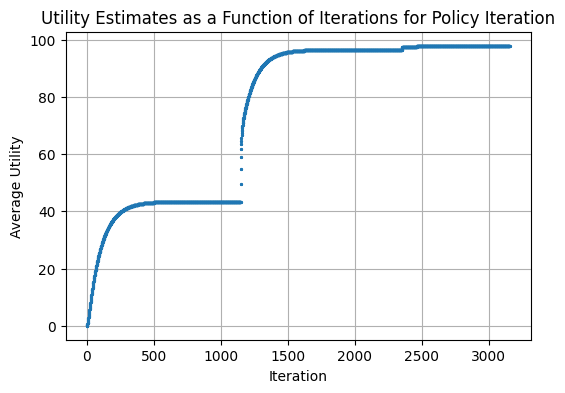 Utility Estimates as a Function of Iterations for Policy Iteration
100
80
60
40
20
0
Average Utility
0 500 1000 1500 2000 2500 3000
Iteration